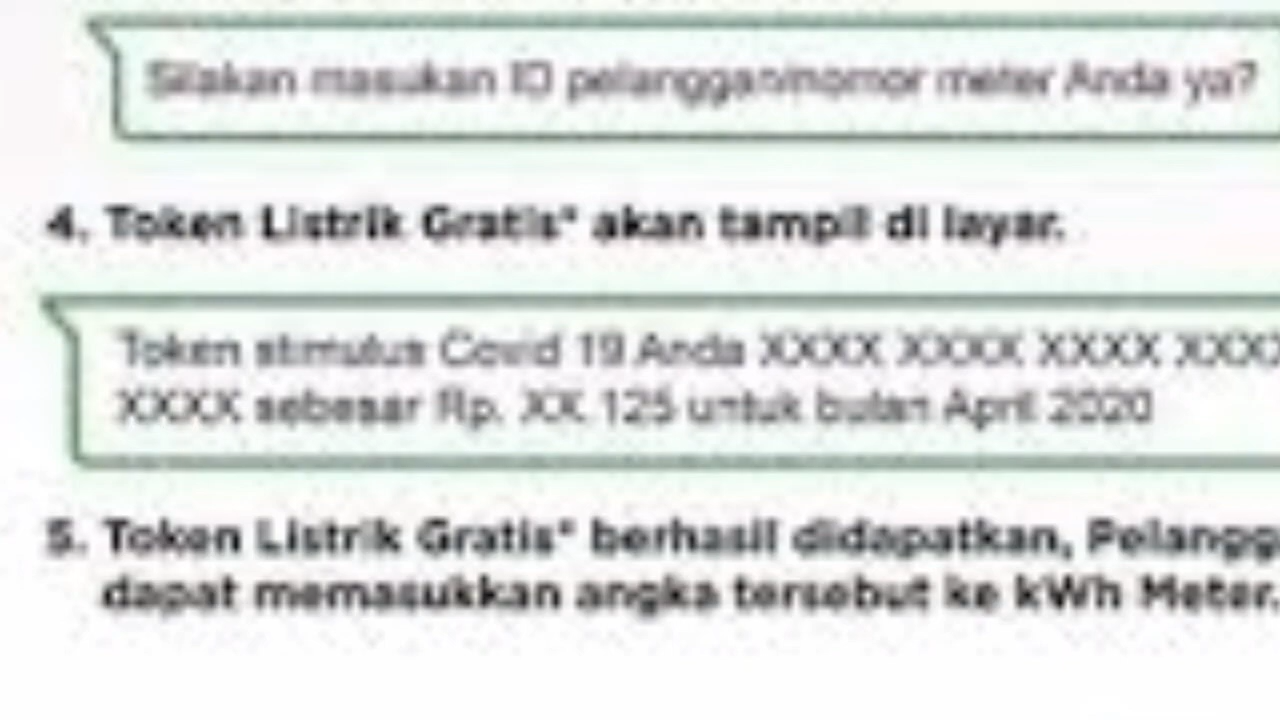 Silakan masukan ID pelanggan/nomor meter Anda ya?
4. Token Listrik Gratis* akan tampil di layar.
Token stimulus Covid 19 Anda XXXX XXXX XXXX XXXX
XXXX sebesar Rp. XX 125 untuk bulan April 2020
5. Token Listrik Gratis* berhasil didapatkan, Pelangg
dapat memasukkan angka tersebut ke kWh Meter.